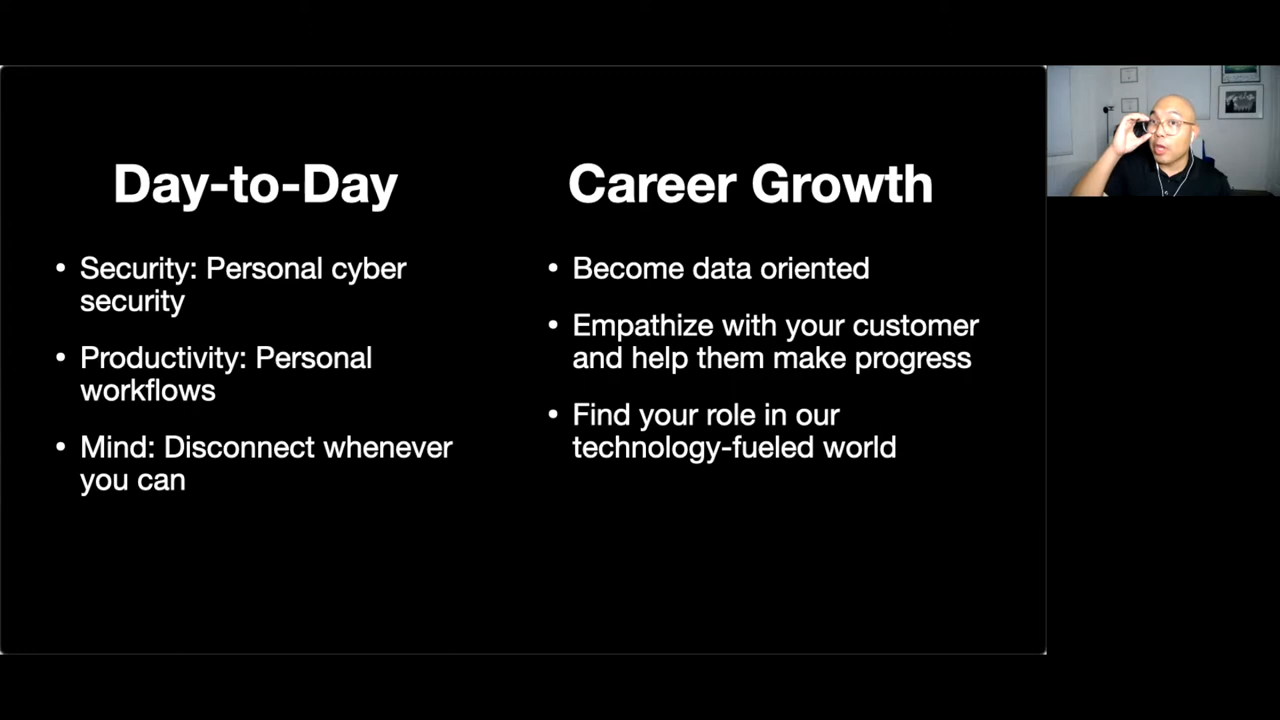 Day-to-Day
• Security: Personal cyber
security
• Productivity: Personal
workflows
• Mind: Disconnect whenever
you can
Career Growth
• Become data oriented
• Empathize with your customer
and help them make progress
• Find your role in our
technology-fueled world